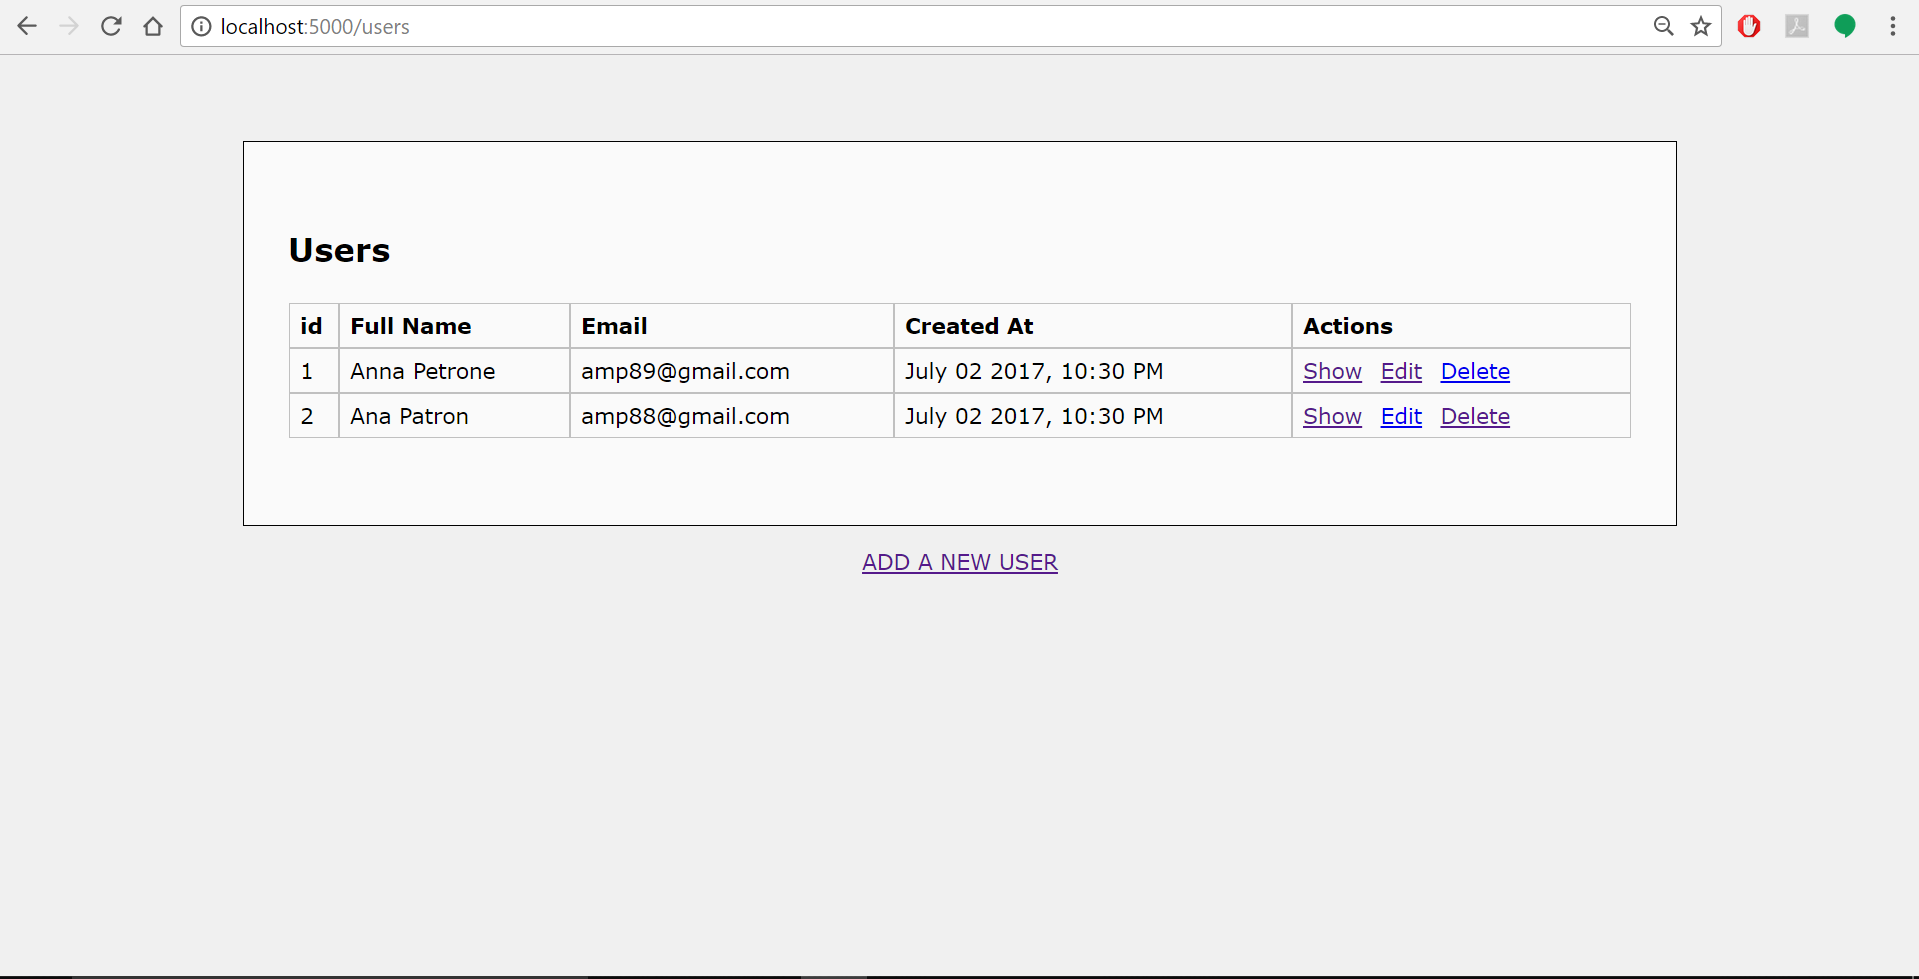 localhost:5000/users
Users
id Full Name Email Created At Actions
1 Anna Petrone amp89@gmail.com July 02 2017, 10:30 PM Show Edit Delete
2 Ana Patron amp88@gmail.com July 02 2017, 10:30 PM Show Edit Delete
ADD A NEW USER